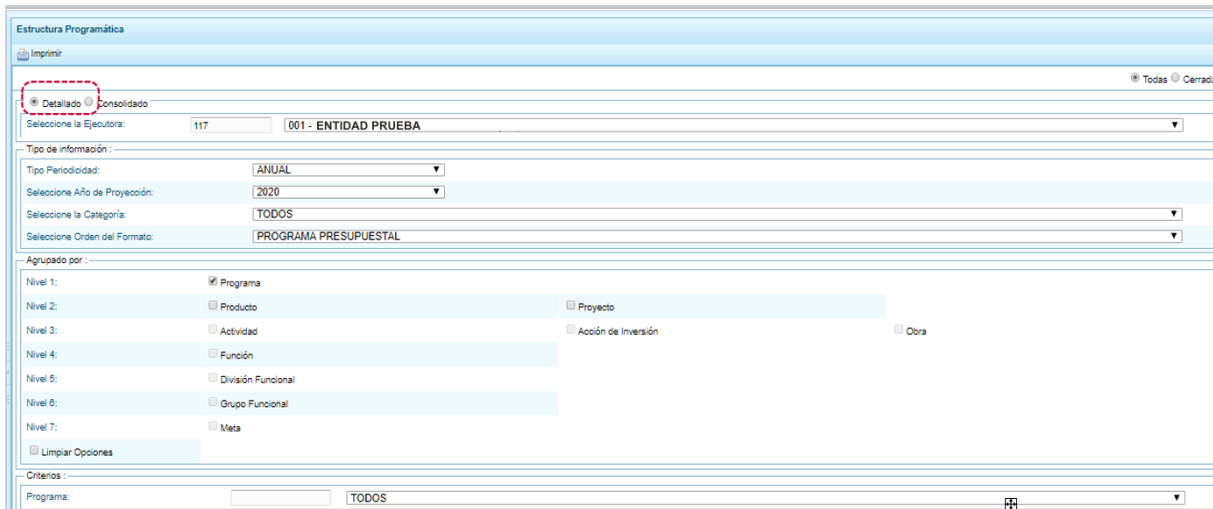 Estructura Programática
Imprimir
Todas Cerrada
Detallado Consolidado
Seleccione la Ejecutora: 117 001 - ENTIDAD PRUEBA
Tipo de información :
Tipo Periodicidad: ANUAL
Seleccione Año de Proyección: 2020
Seleccione la Categoría: TODOS
Seleccione Orden del Formato: PROGRAMA PRESUPUESTAL
Agrupado por :
Nivel 1: Programa
Nivel 2: Producto Proyecto
Nivel 3: Actividad Acción de Inversión Obra
Nivel 4: Función
Nivel 5: División Funcional
Nivel 6: Grupo Funcional
Nivel 7: Meta
Limpiar Opciones
Criterios :
Programa: TODOS